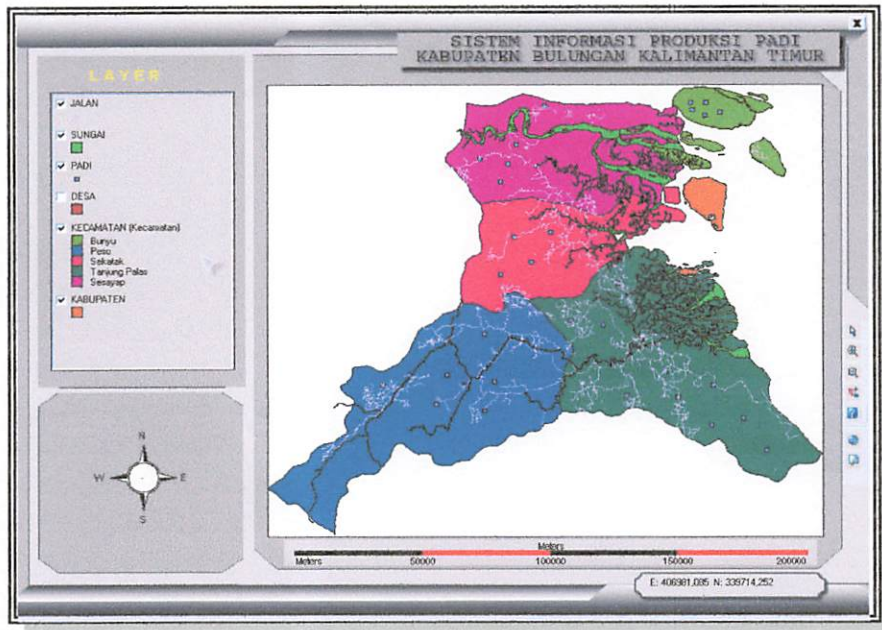 SISTEM INFORMASI PRODUKSI PADI
KABUPATEN BULUNGAN KALIMANTAN TIMUR
LAYER
JALAN
SUNGAI
PADI
DESA
KECAMATAN (Kecamatan)
Bunyu
Peso
Sekatak
Tanjung Palas
Sesayap
KABUPATEN
N
W E
S
Meters
Meters 50000 100000 150000 200000
E: 406981,085 N: 339714,252